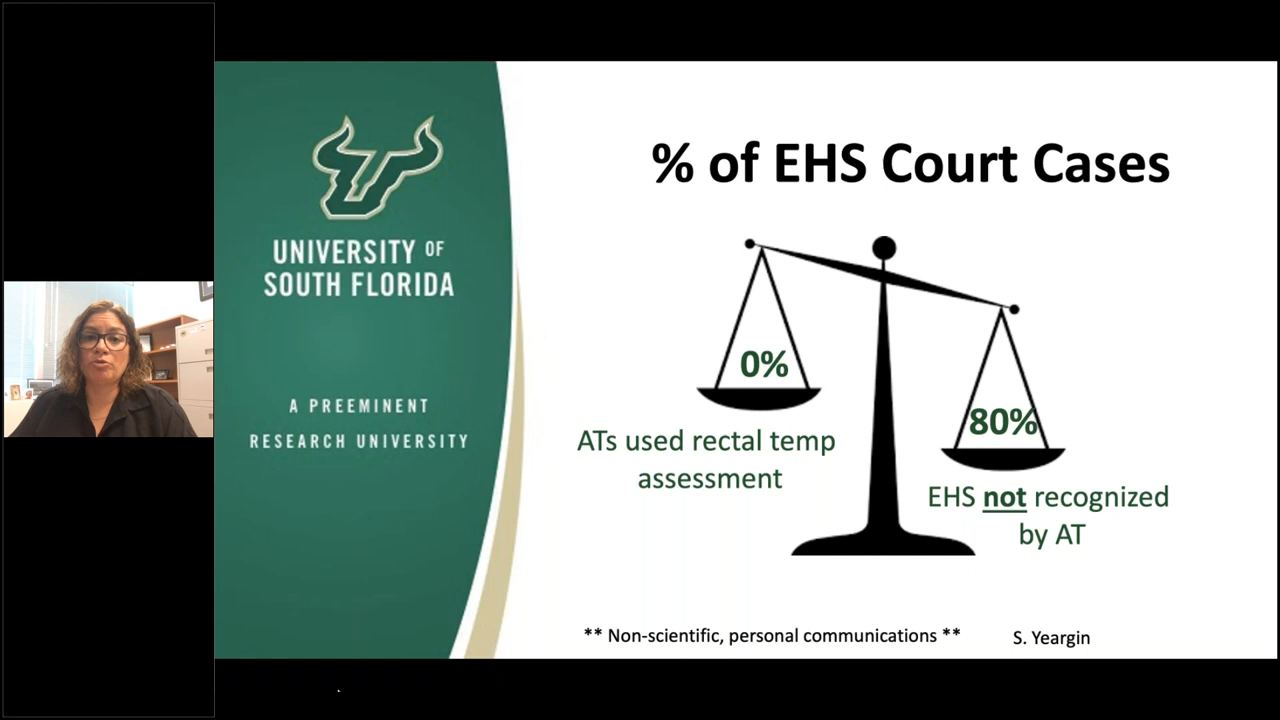 UNIVERSITY OF
SOUTH FLORIDA
A PREEMINENT
RESEARCH UNIVERSITY
% of EHS Court Cases
0%
ATs used rectal temp
assessment
80%
EHS not recognized
by AT
** Non-scientific, personal communications **
S. Yeargin